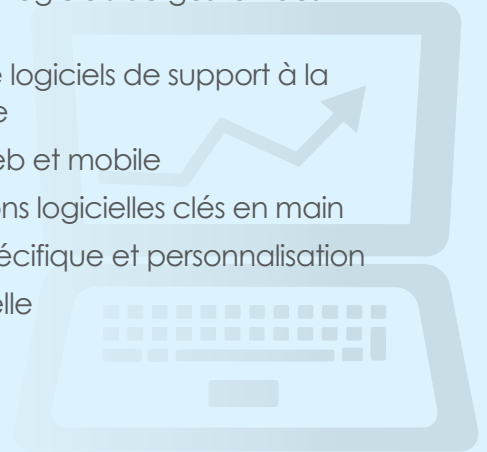 logiciels de support à la
e
eb et mobile
ons logicielles clés en main
écifique et personnalisation
elle